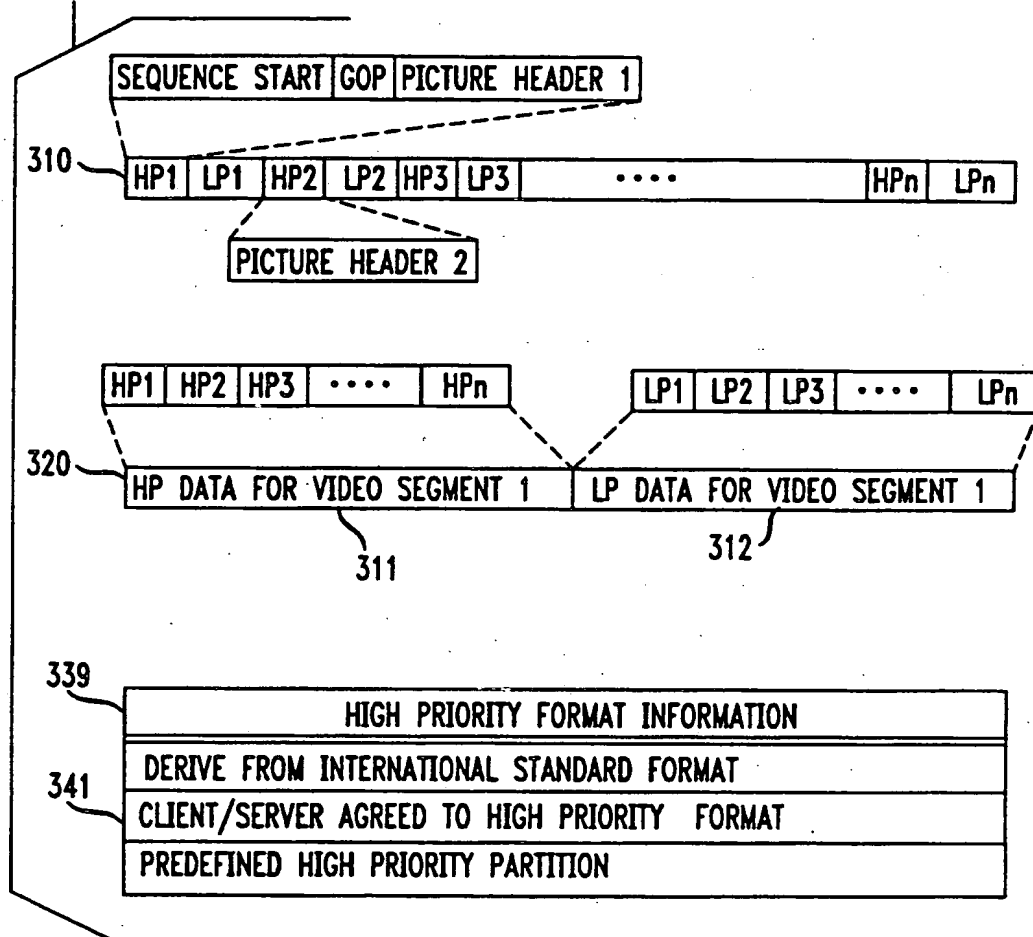 SEQUENCE START GOP PICTURE HEADER 1
310 HP1 LP1 HP2 LP2 HP3 LP3 •••• HPn LPn
PICTURE HEADER 2
HP1 HP2 HP3 •••• HPn LP1 LP2 LP3 •••• LPn
320 HP DATA FOR VIDEO SEGMENT 1 LP DATA FOR VIDEO SEGMENT 1
311 312
339
HIGH PRIORITY FORMAT INFORMATION
DERIVE FROM INTERNATIONAL STANDARD FORMAT
341
CLIENT/SERVER AGREED TO HIGH PRIORITY FORMAT
PREDEFINED HIGH PRIORITY PARTITION